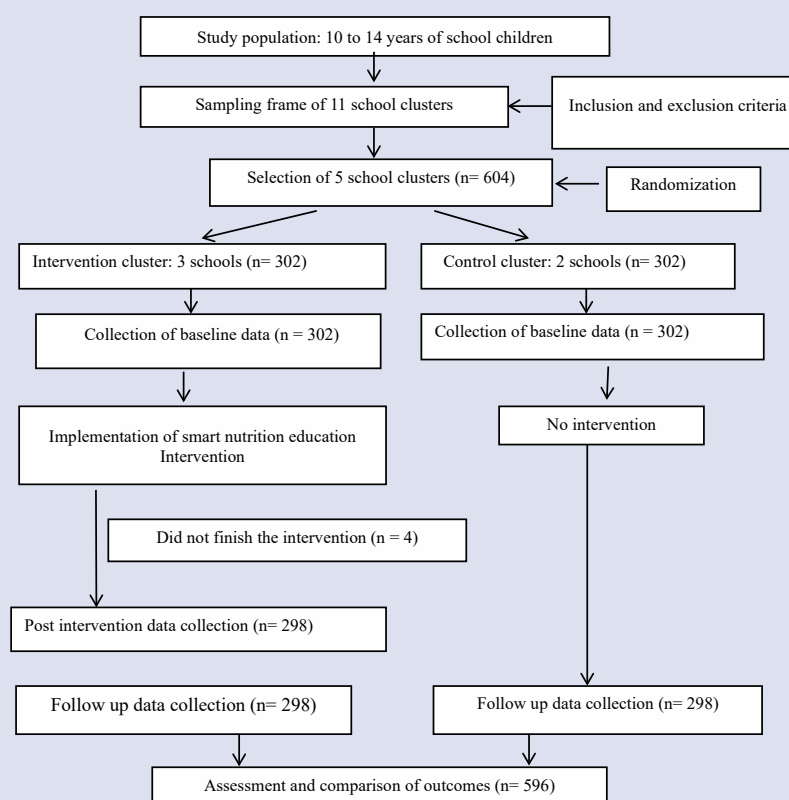 Study population: 10 to 14 years of school children
Sampling frame of 11 school clusters
Inclusion and exclusion criteria
Selection of 5 school clusters (n= 604)
Randomization
Intervention cluster: 3 schools (n= 302)
Control cluster: 2 schools (n= 302)
Collection of baseline data (n = 302)
Collection of baseline data (n = 302)
Implementation of smart nutrition education
Intervention
No intervention
Did not finish the intervention (n = 4)
Post intervention data collection (n= 298)
Follow up data collection (n= 298)
Follow up data collection (n= 298)
Assessment and comparison of outcomes (n= 596)